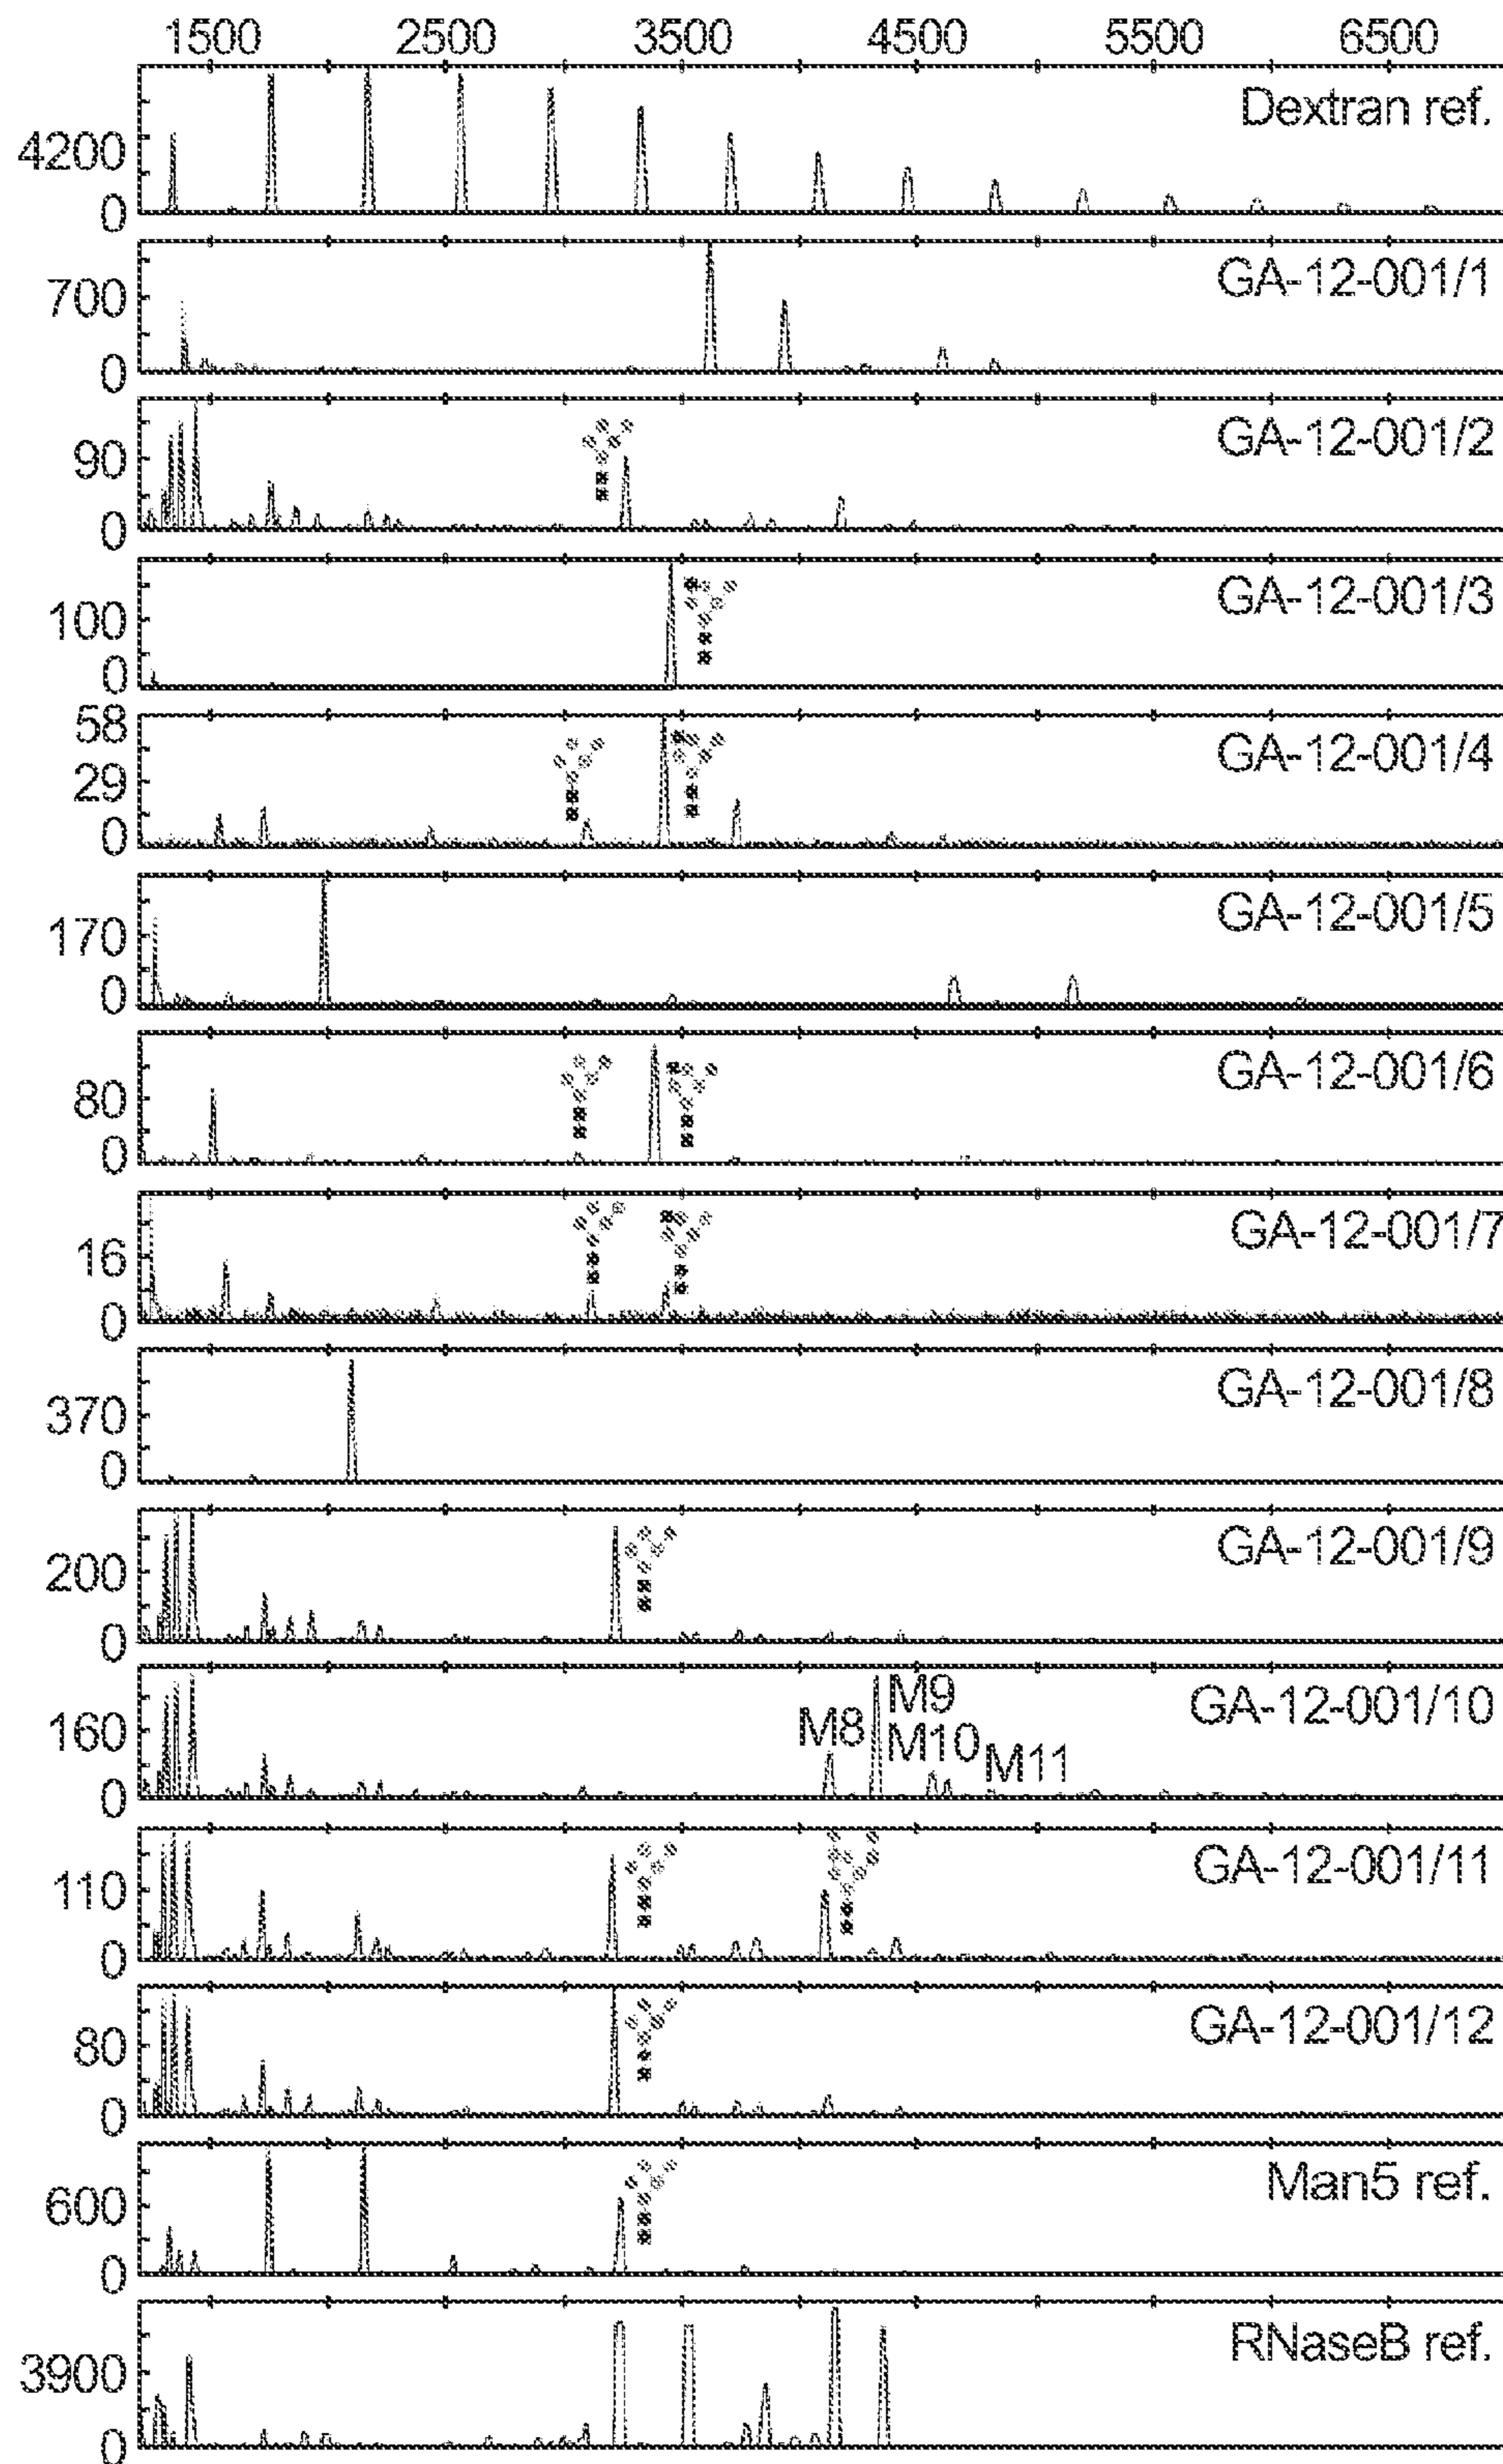 1500 2500 3500 4500 5500 6500
Dextran ref.
4200
0
GA-12-001/1
700
0
GA-12-001/2
90
0
GA-12-001/3
100
0
58
GA-12-001/4
29
0
GA-12-001/5
170
0
GA-12-001/6
80
0
GA-12-001/7
16
0
GA-12-001/8
370
0
GA-12-001/9
200
0
M9 GA-12-001/10
160 M8 M10 M11
0
GA-12-001/11
110
0
GA-12-001/12
80
0
Man5 ref.
600
0
RNaseB ref.
3900
0